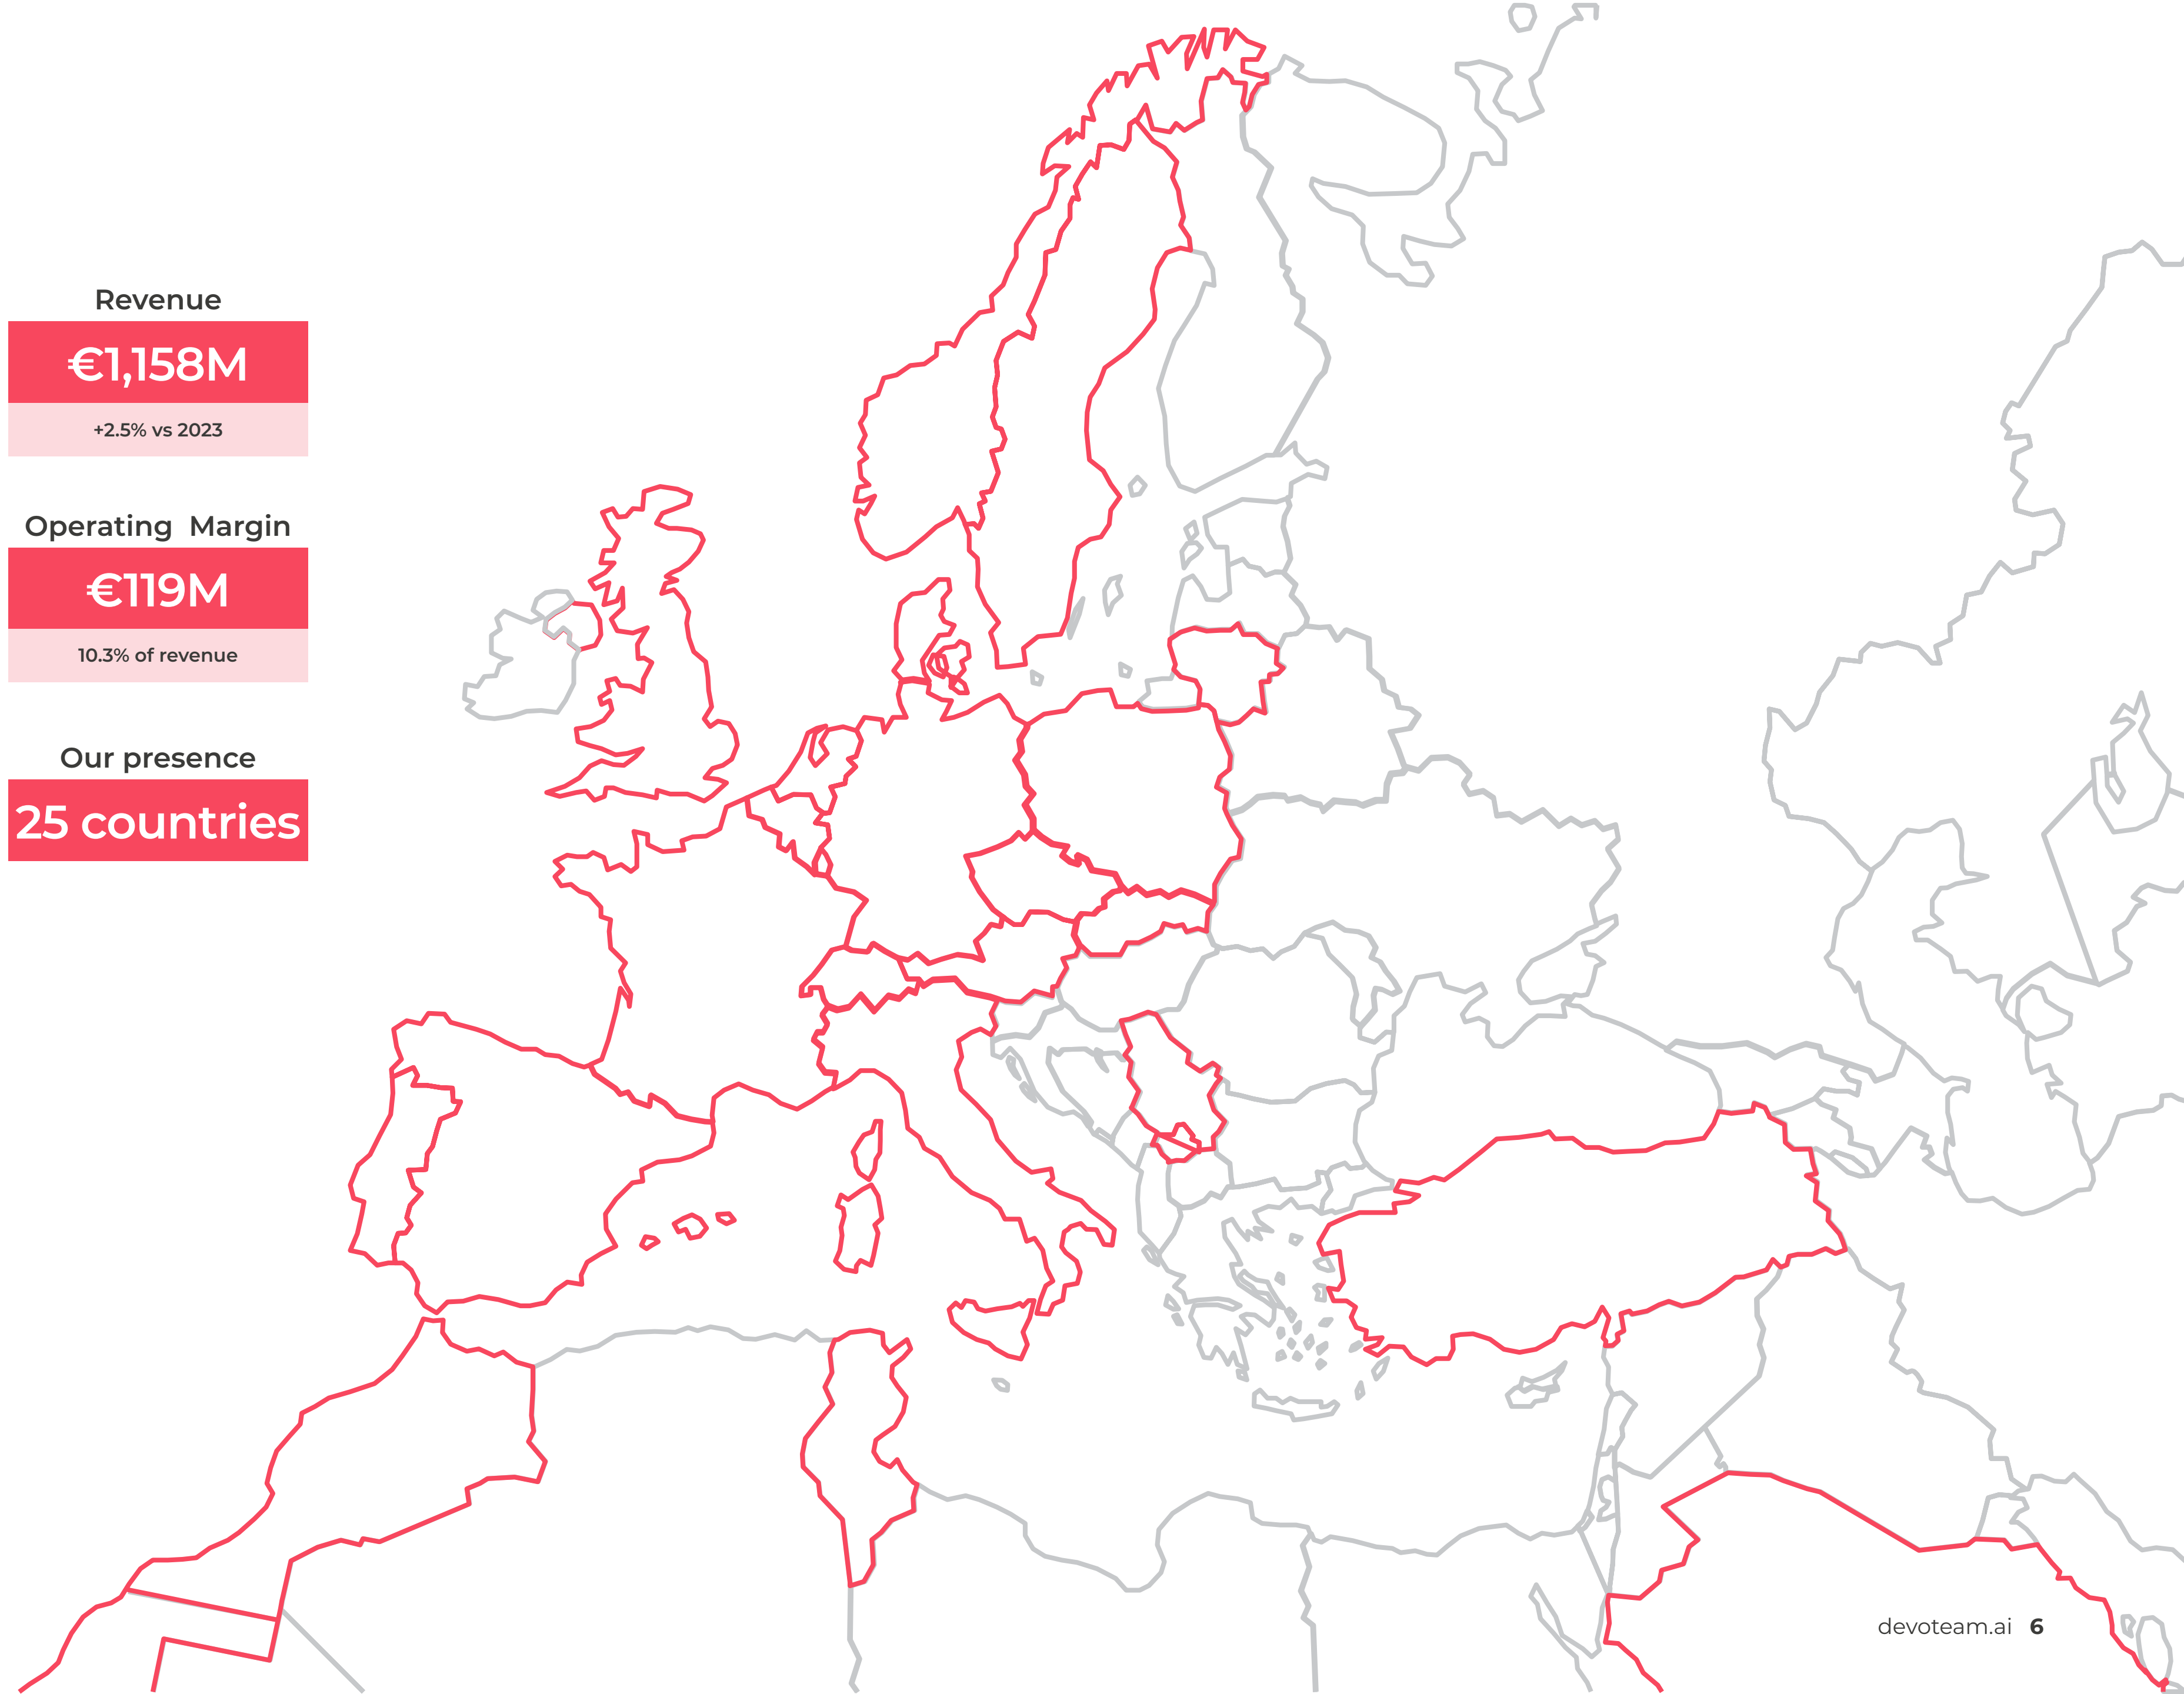 Revenue
€1,158M
+2.5% vs 2023
Operating Margin
€119M
10.3% of revenue
Our presence
25 countries
devoteam.ai 6